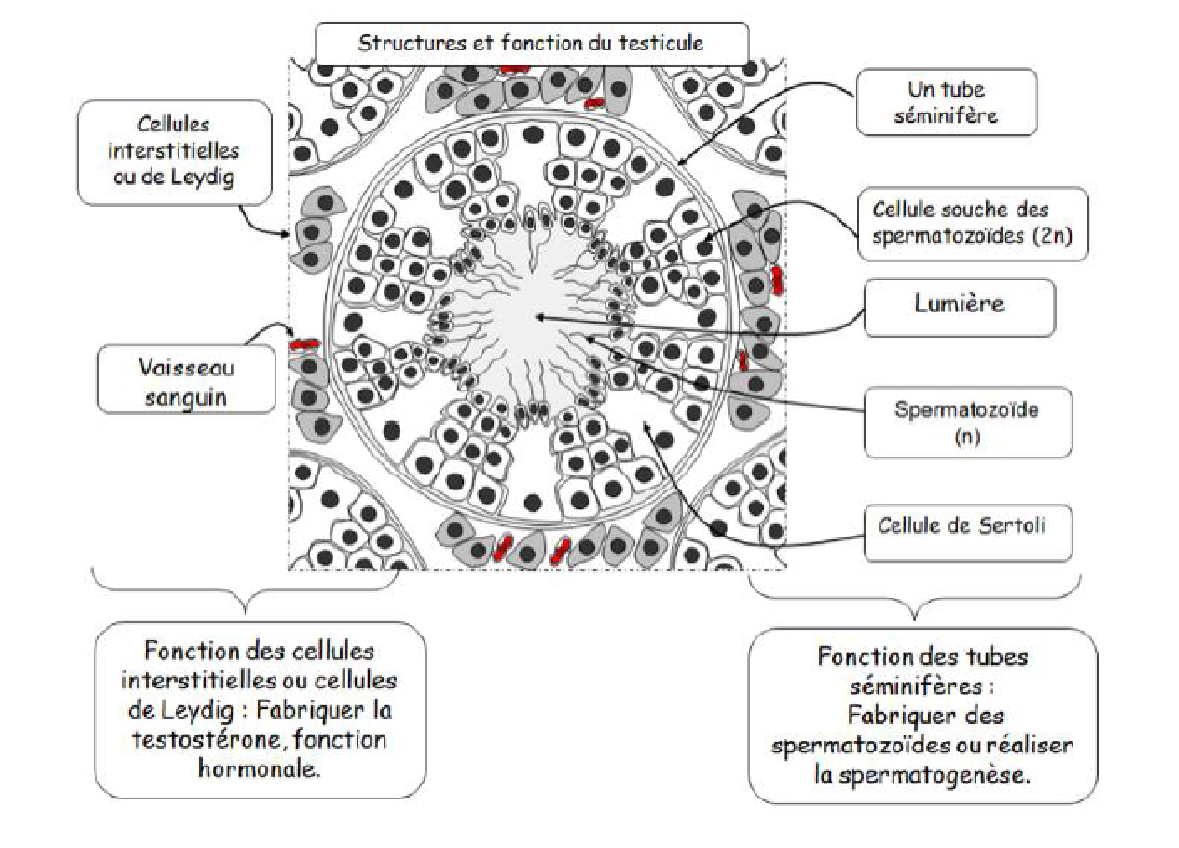 Structures et fonction du testicule
Cellules
interstitielles
ou de Leydig
Vaisseau
sanguin
Un tube
séminifère
Cellule souche des
spermatozoïdes (2n)
Lumière
Spermatozoïde
(n)
Cellule de Sertoli
Fonction des cellules
interstitielles ou cellules
de Leydig : Fabriquer la
testostérone, fonction
hormonale.
Fonction des tubes
séminifères :
Fabriquer des
spermatozoïdes ou réaliser
la spermatogenèse.